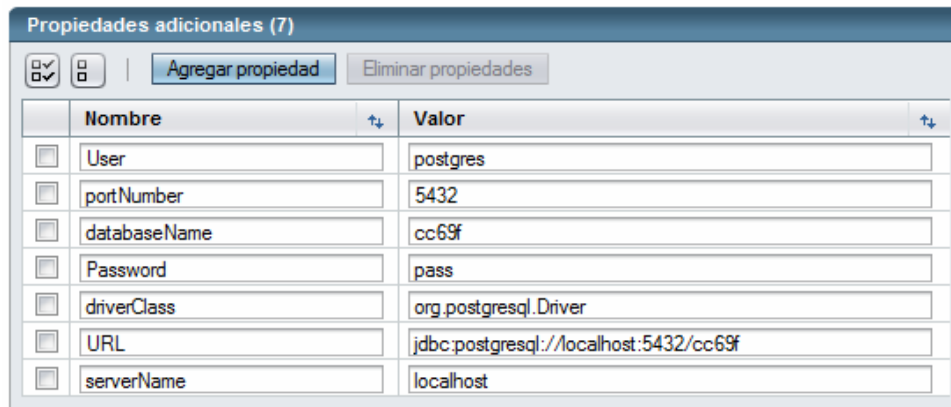 Propiedades adicionales (7)
Agregar propiedad Eliminar propiedades
Nombre Valor
User postgres
portNumber 5432
databaseName cc69f
Password pass
driverClass org.postgresql.Driver
URL jdbc:postgresql://localhost:5432/cc69f
serverName localhost